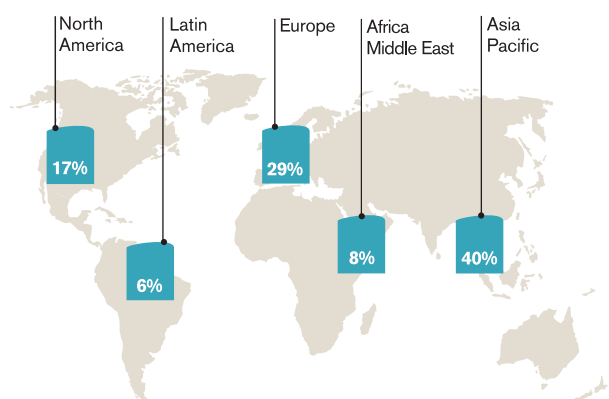 North
America
Latin
America
Europe
Africa
Middle East
Asia
Pacific
17%
29%
6%
8%
40%